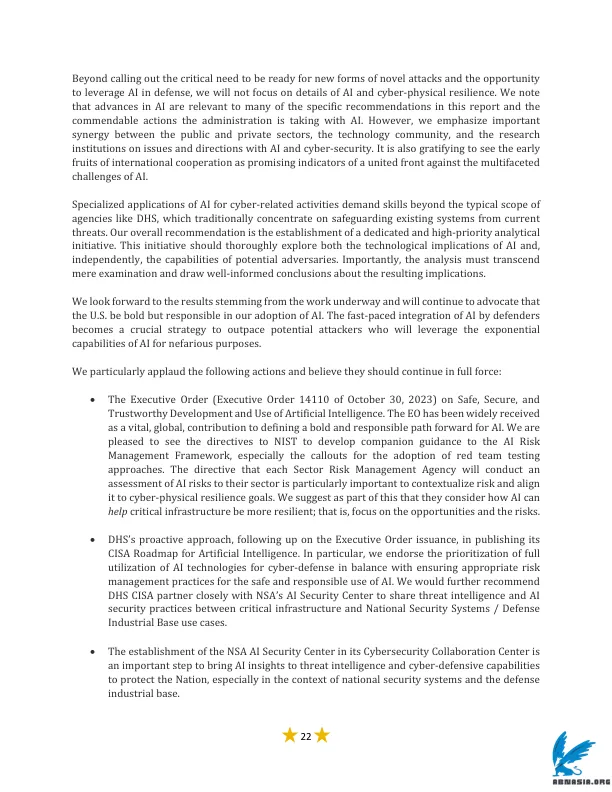 Beyond calling out the critical need to be ready for new forms of novel attacks and the opportunity
to leverage AI in defense, we will not focus on details of AI and cyber-physical resilience. We note
that advances in AI are relevant to many of the specific recommendations in this report and the
commendable actions the administration is taking with AI. However, we emphasize important
synergy between the public and private sectors, the technology community, and the research
institutions on issues and directions with AI and cyber-security. It is also gratifying to see the early
fruits of international cooperation as promising indicators of a united front against the multifaceted
challenges of AI.
Specialized applications of AI for cyber-related activities demand skills beyond the typical scope of
agencies like DHS, which traditionally concentrate on safeguarding existing systems from current
threats. Our overall recommendation is the establishment of a dedicated and high-priority analytical
initiative. This initiative should thoroughly explore both the technological implications of AI and,
independently, the capabilities of potential adversaries. Importantly, the analysis must transcend
mere examination and draw well-informed conclusions about the resulting implications.
We look forward to the results stemming from the work underway and will continue to advocate that
the U.S. be bold but responsible in our adoption of AI. The fast-paced integration of AI by defenders
becomes a crucial strategy to outpace potential attackers who will leverage the exponential
capabilities of AI for nefarious purposes.
We particularly applaud the following actions and believe they should continue in full force:
• The Executive Order (Executive Order 14110 of October 30, 2023) on Safe, Secure, and
Trustworthy Development and Use of Artificial Intelligence. The EO has been widely received
as a vital, global, contribution to defining a bold and responsible path forward for AI. We are
pleased to see the directives to NIST to develop companion guidance to the AI Risk
Management Framework, especially the callouts for the adoption of red team testing
approaches. The directive that each Sector Risk Management Agency will conduct an
assessment of AI risks to their sector is particularly important to contextualize risk and align
it to cyber-physical resilience goals. We suggest as part of this that they consider how AI can
help critical infrastructure be more resilient; that is, focus on the opportunities and the risks.
• DHS's proactive approach, following up on the Executive Order issuance, in publishing its
CISA Roadmap for Artificial Intelligence. In particular, we endorse the prioritization of full
utilization of AI technologies for cyber-defense in balance with ensuring appropriate risk
management practices for the safe and responsible use of AI. We would further recommend
DHS CISA partner closely with NSA's AI Security Center to share threat intelligence and AI
security practices between critical infrastructure and National Security Systems / Defense
Industrial Base use cases.
• The establishment of the NSA AI Security Center in its Cybersecurity Collaboration Center is
an important step to bring AI insights to threat intelligence and cyber-defensive capabilities
to protect the Nation, especially in the context of national security systems and the defense
industrial base.
22
ABNASIA.ORG